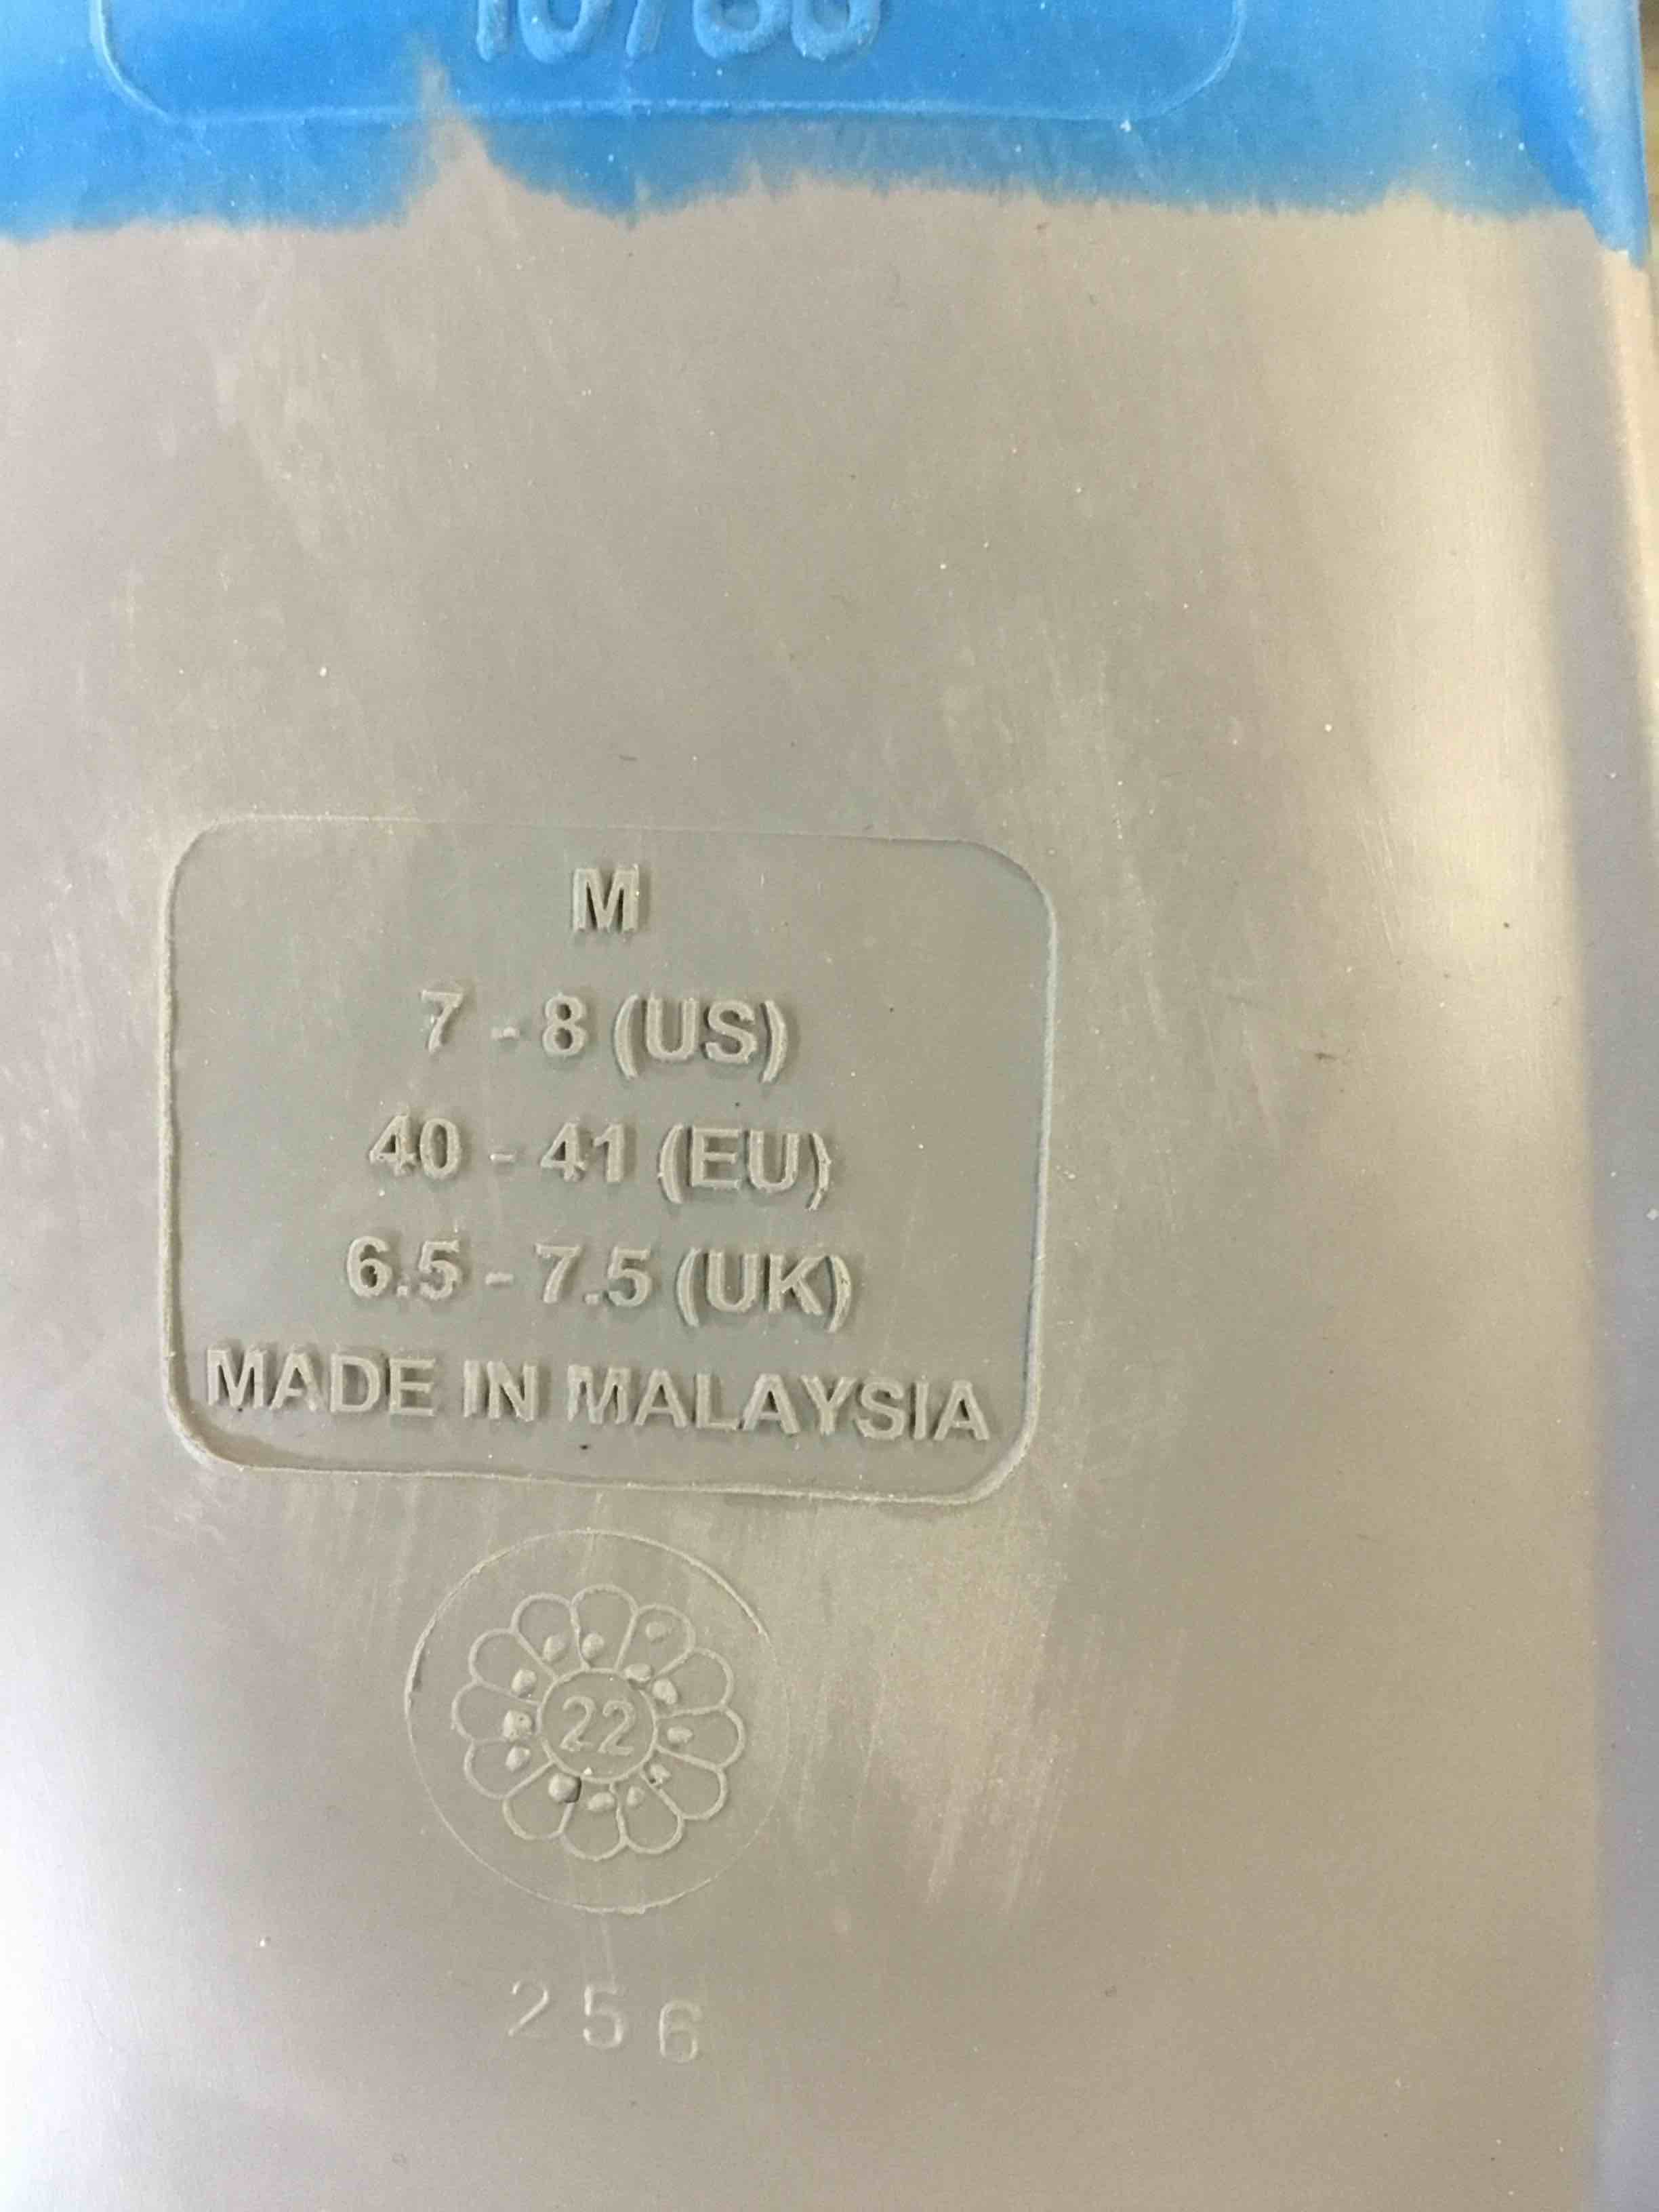 M
7 - 8 (US)
40 - 41 (EU)
6.5 - 7.5 (UK)
MADE IN MALAYSIA
22
256